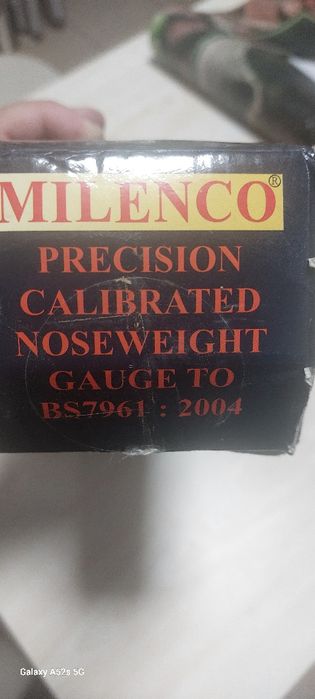 MILENCO®
PRECISION
CALIBRATED
NOSEWEIGHT
GAUGE TO
BS7961 : 2004
Galaxy A52s 5G